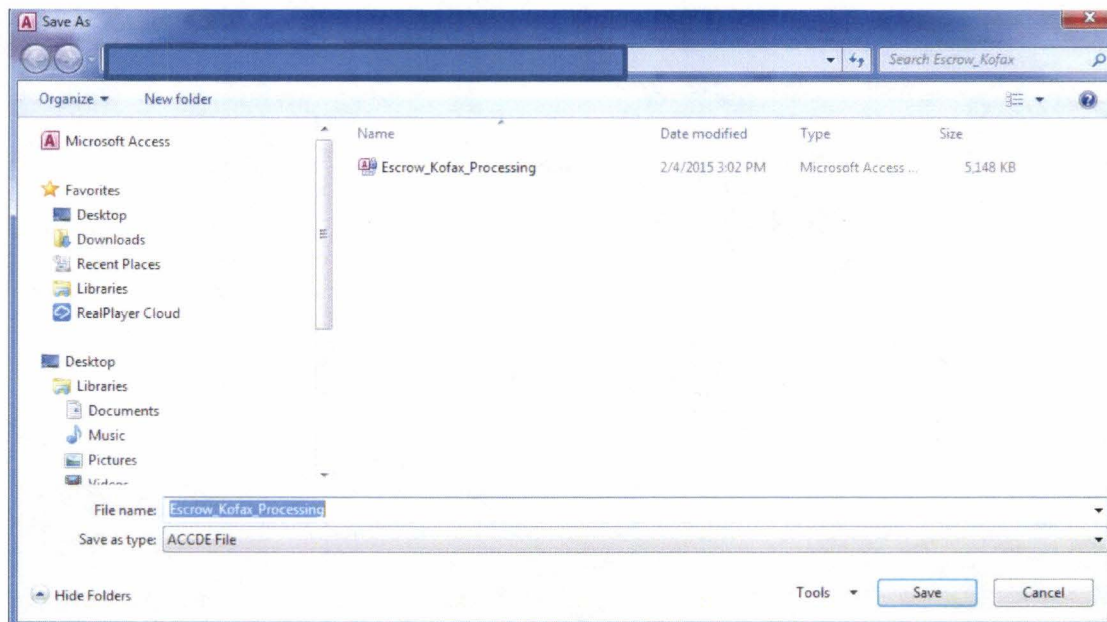 Save As
Search Escrow_Kofax
Organize New folder
Name Date modified Type Size
Microsoft Access
Escrow_Kofax_Processing 2/4/2015 3:02 PM Microsoft Access ... 5,148 KB
Favorites
Desktop
Downloads
Recent Places
Libraries
RealPlayer Cloud
Desktop
Libraries
Documents
Music
Pictures
Videos
File name: Escrow_Kofax_Processing
Save as type: ACCDE File
Hide Folders Tools Save Cancel